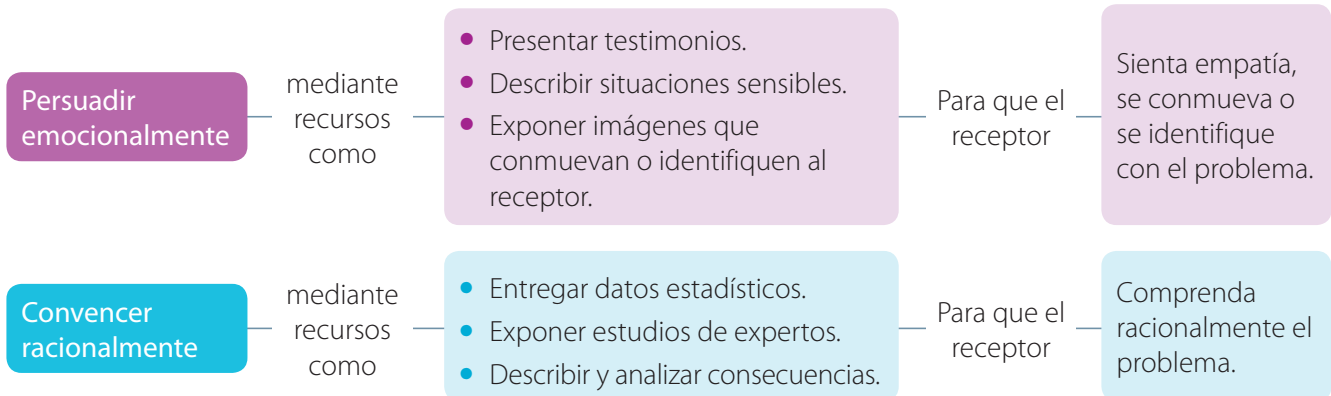 Persuadir
emocionalmente
mediante
recursos
como
• Presentar testimonios.
• Describir situaciones sensibles.
• Exponer imágenes que
conmuevan o identifiquen al
receptor.
Para que el
receptor
Sienta empatía,
se conmueva o
se identifique
con el problema.
Convencer
racionalmente
mediante
recursos
como
• Entregar datos estadísticos.
• Exponer estudios de expertos.
• Describir y analizar consecuencias.
Para que el
receptor
Comprenda
racionalmente el
problema.